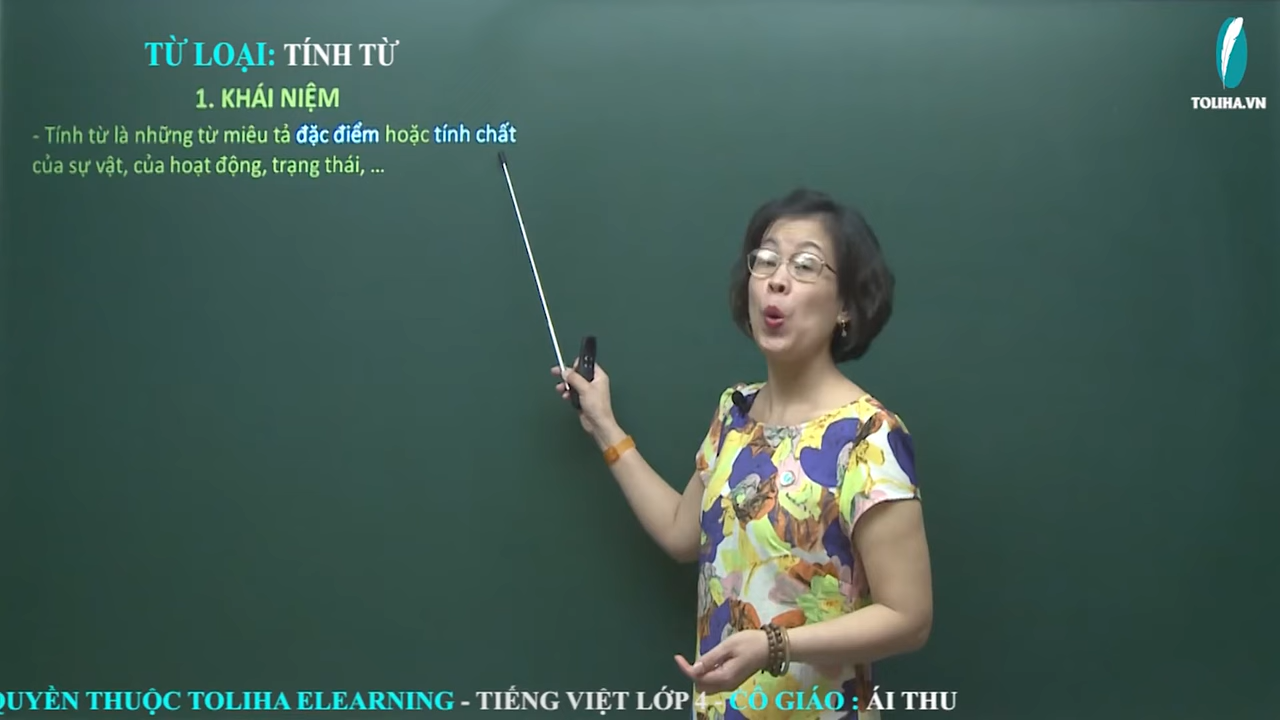 TỪ LOẠI: TÍNH TỪ
TOLIHA.VN
1. KHÁI NIỆM
- Tính từ là những từ miêu tả đặc điểm hoặc tính chất
của sự vật, của hoạt động, trạng thái, ...
QUYỀN THUỘC TOLIHA ELEARNING - TIẾNG VIỆT LỚP 4 - CÔ GIÁO : ÁI THU